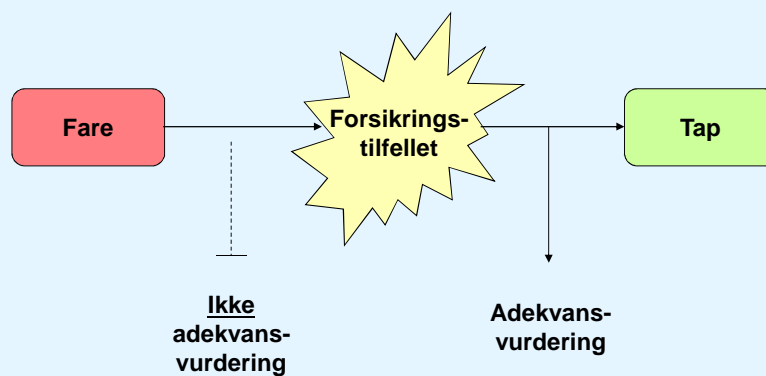 Fare
Forsikrings-
tilfellet
Tap
Ikke
adekvans-
vurdering
Adekvans-
vurdering